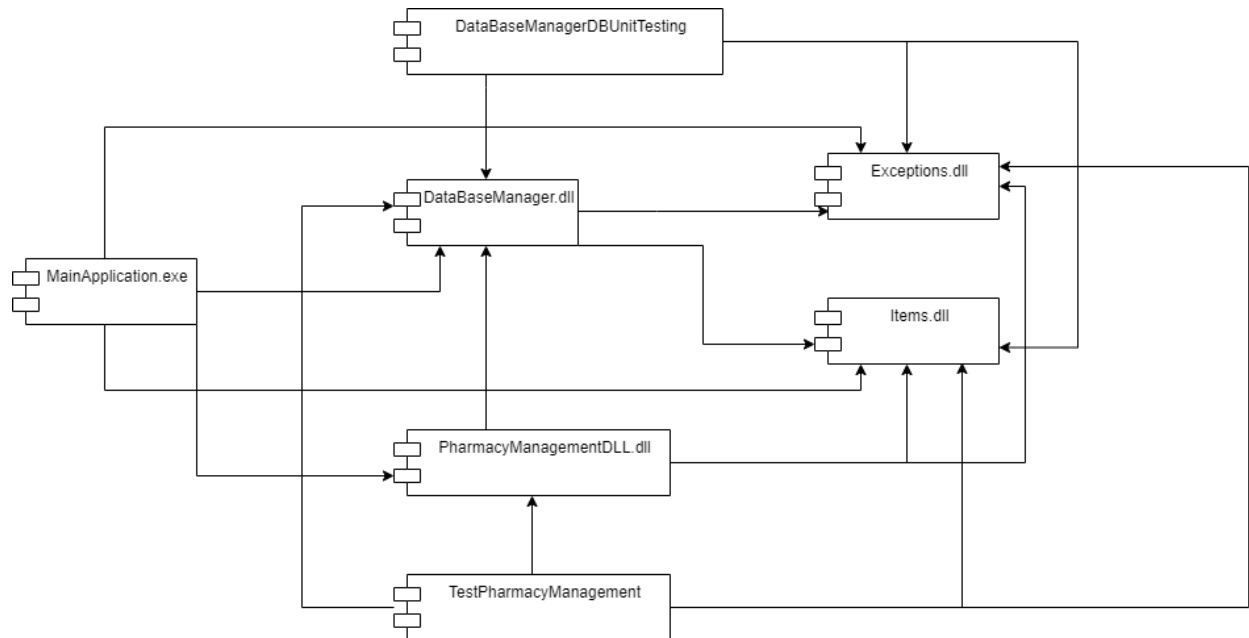 DataBaseManagerDBUnitTesting
Exceptions.dll
DataBaseManager.dll
MainApplication.exe
Items.dll
PharmacyManagementDLL.dll
TestPharmacyManagement